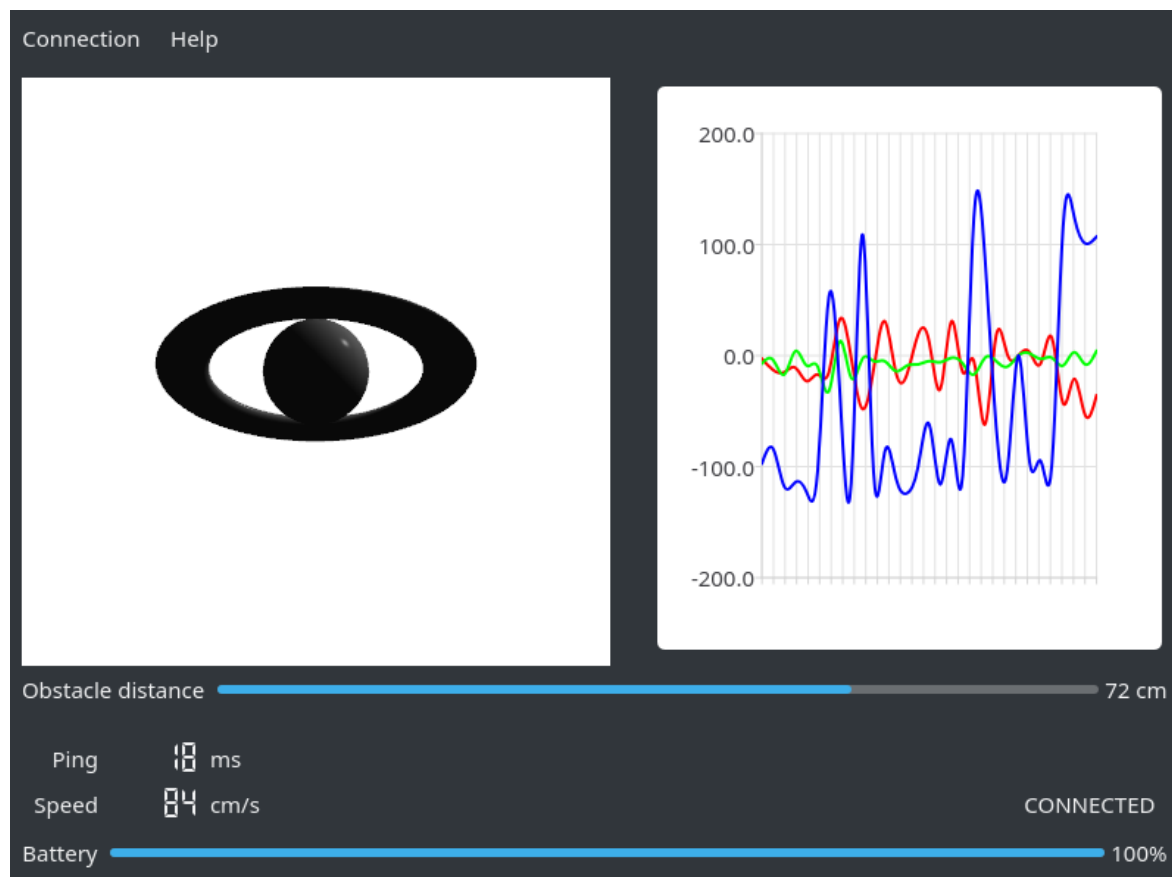 Connection Help
200.0
100.0
0.0
-100.0
-200.0
Obstacle distance 72 cm
Ping 18 ms
Speed 84 cm/s CONNECTED
Battery 100%